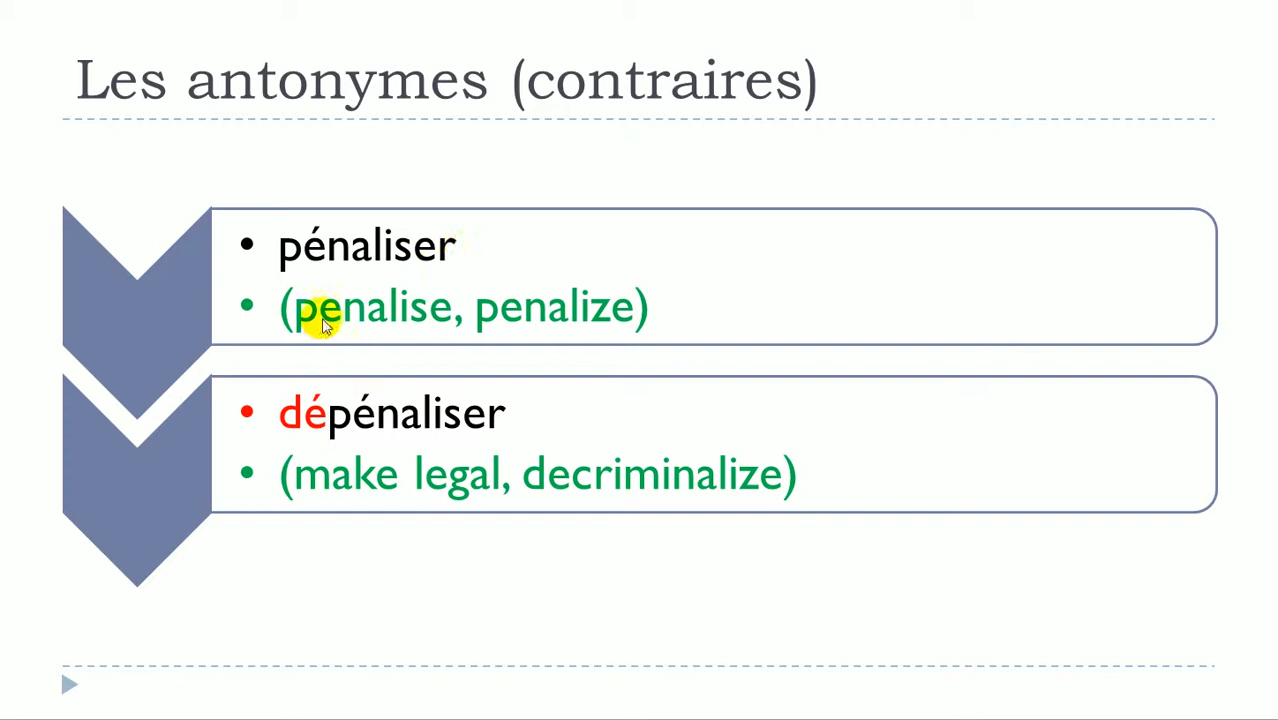 Les antonymes (contraires)
• pénaliser
• (penalise, penalize)
• dépénaliser
• (make legal, decriminalize)